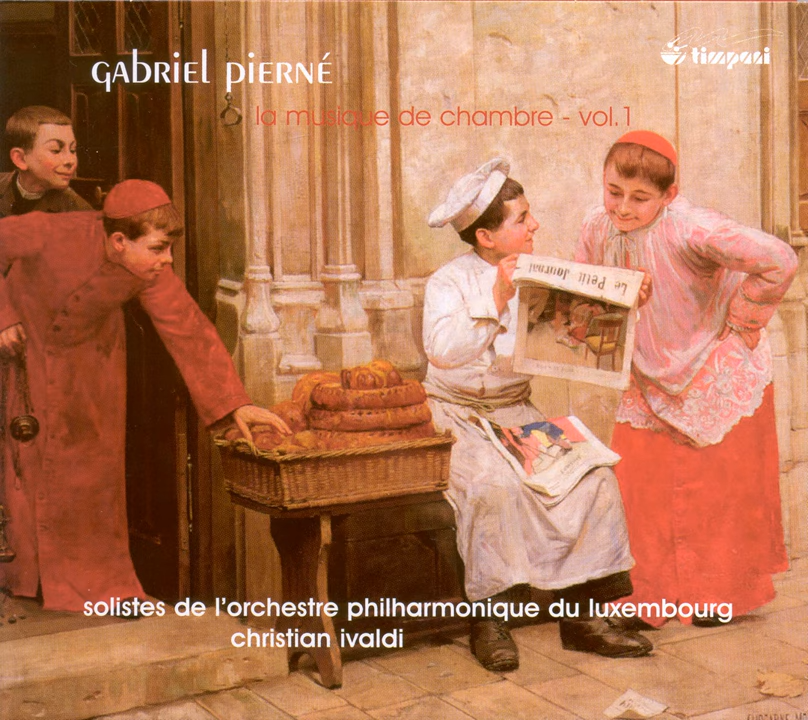 gabriel pierné
timpani
la musique de chambre - vol.1
Le Petit Journal
solistes de l'orchestre philharmonique du luxembourg
christian ivaldi